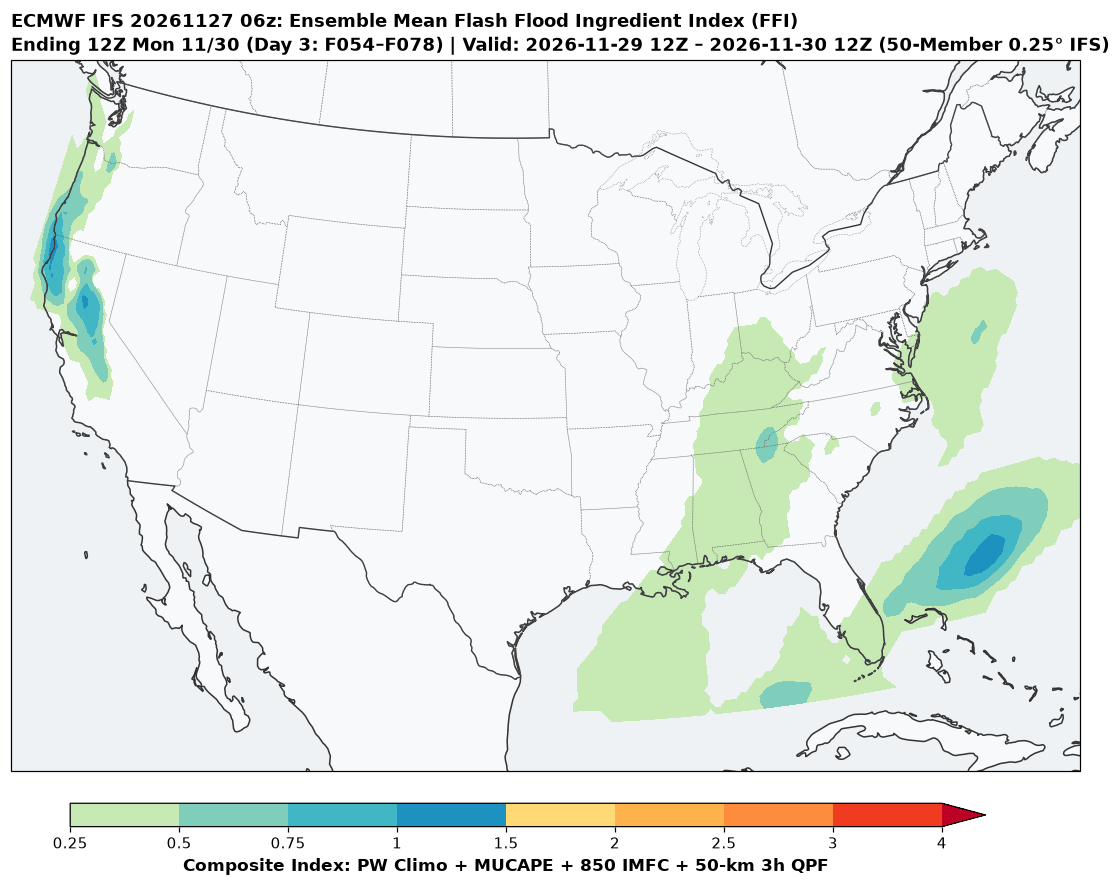 ECMWF IFS 20261127 06z: Ensemble Mean Flash Flood Ingredient Index (FFI)
Ending 12Z Mon 11/30 (Day 3: F054–F078) | Valid: 2026-11-29 12Z – 2026-11-30 12Z (50-Member 0.25° IFS)
0.25 0.5 0.75 1 1.5 2 2.5 3 4
Composite Index: PW Climo + MUCAPE + 850 IMFC + 50-km 3h QPF